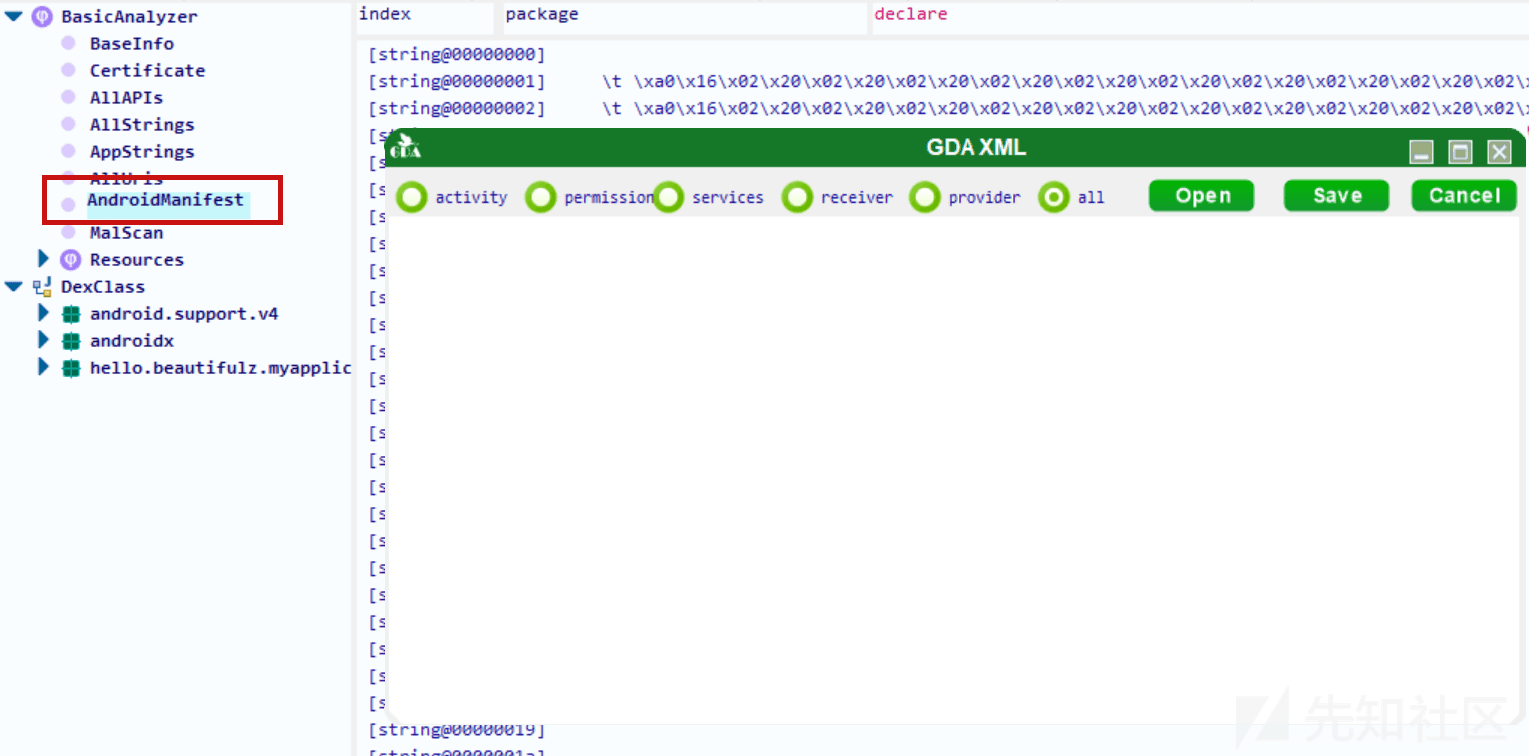 BasicAnalyzer
BaseInfo
Certificate
AllAPIs
AllStrings
AppStrings
AllUris
AndroidManifest
MalScan
Resources
DexClass
android.support.v4
androidx
hello.beautifulz.myapplic
index package declare
[string@00000000]
[string@00000001] \t \xa0\x16\x02\x20\x02\x20\x02\x20\x02\x20\x02\x20\x02\x20\x02\x20\x02\x20\x02\x20\x02\x20\x02\
[string@00000002] \t \xa0\x16\x02\x20\x02\x20\x02\x20\x02\x20\x02\x20\x02\x20\x02\x20\x02\x20\x02\x20\x02\x20\x02\
GDA
GDA XML
activity permission services receiver provider all Open Save Cancel
[string@00000019]
[string@0000001a]
先知社区